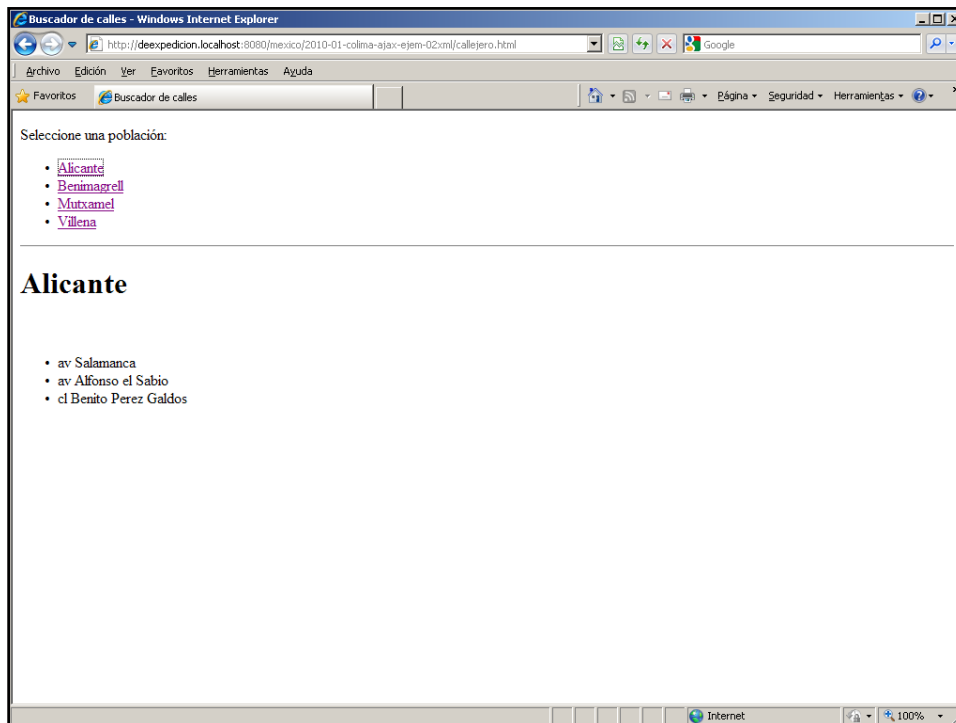 Buscador de calles - Windows Internet Explorer
http://deexpedicion.localhost:8080/mexico/2010-01-colima-ajax-ejem-02xml/callejero.html
Google
Archivo Edición Ver Favoritos Herramientas Ayuda
Favoritos Buscador de calles Página Seguridad Herramientas
Seleccione una población:
• Alicante
• Benimagrell
• Mutxamel
• Villena
Alicante
• av Salamanca
• av Alfonso el Sabio
• cl Benito Perez Galdos
Internet 100%